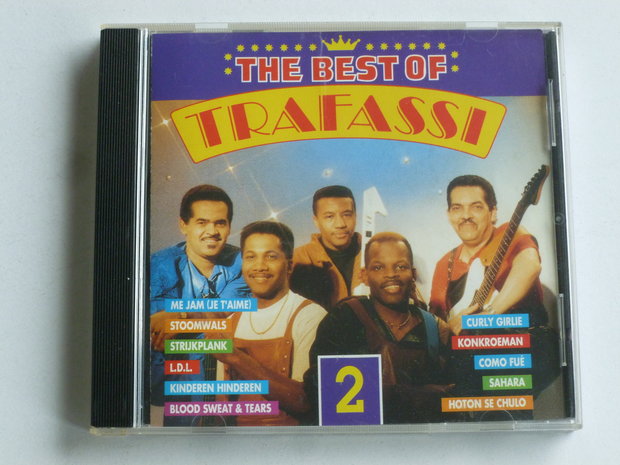 THE BEST OF
TRAFASSI
ME JAM (JE T'AIME)
STOOMWALS
STRIJKPLANK
L.D.L.
KINDEREN HINDEREN
BLOOD SWEAT & TEARS
CURLY GIRLIE
KONKROEMAN
COMO FUÉ
SAHARA
HOTON SE CHULO
2